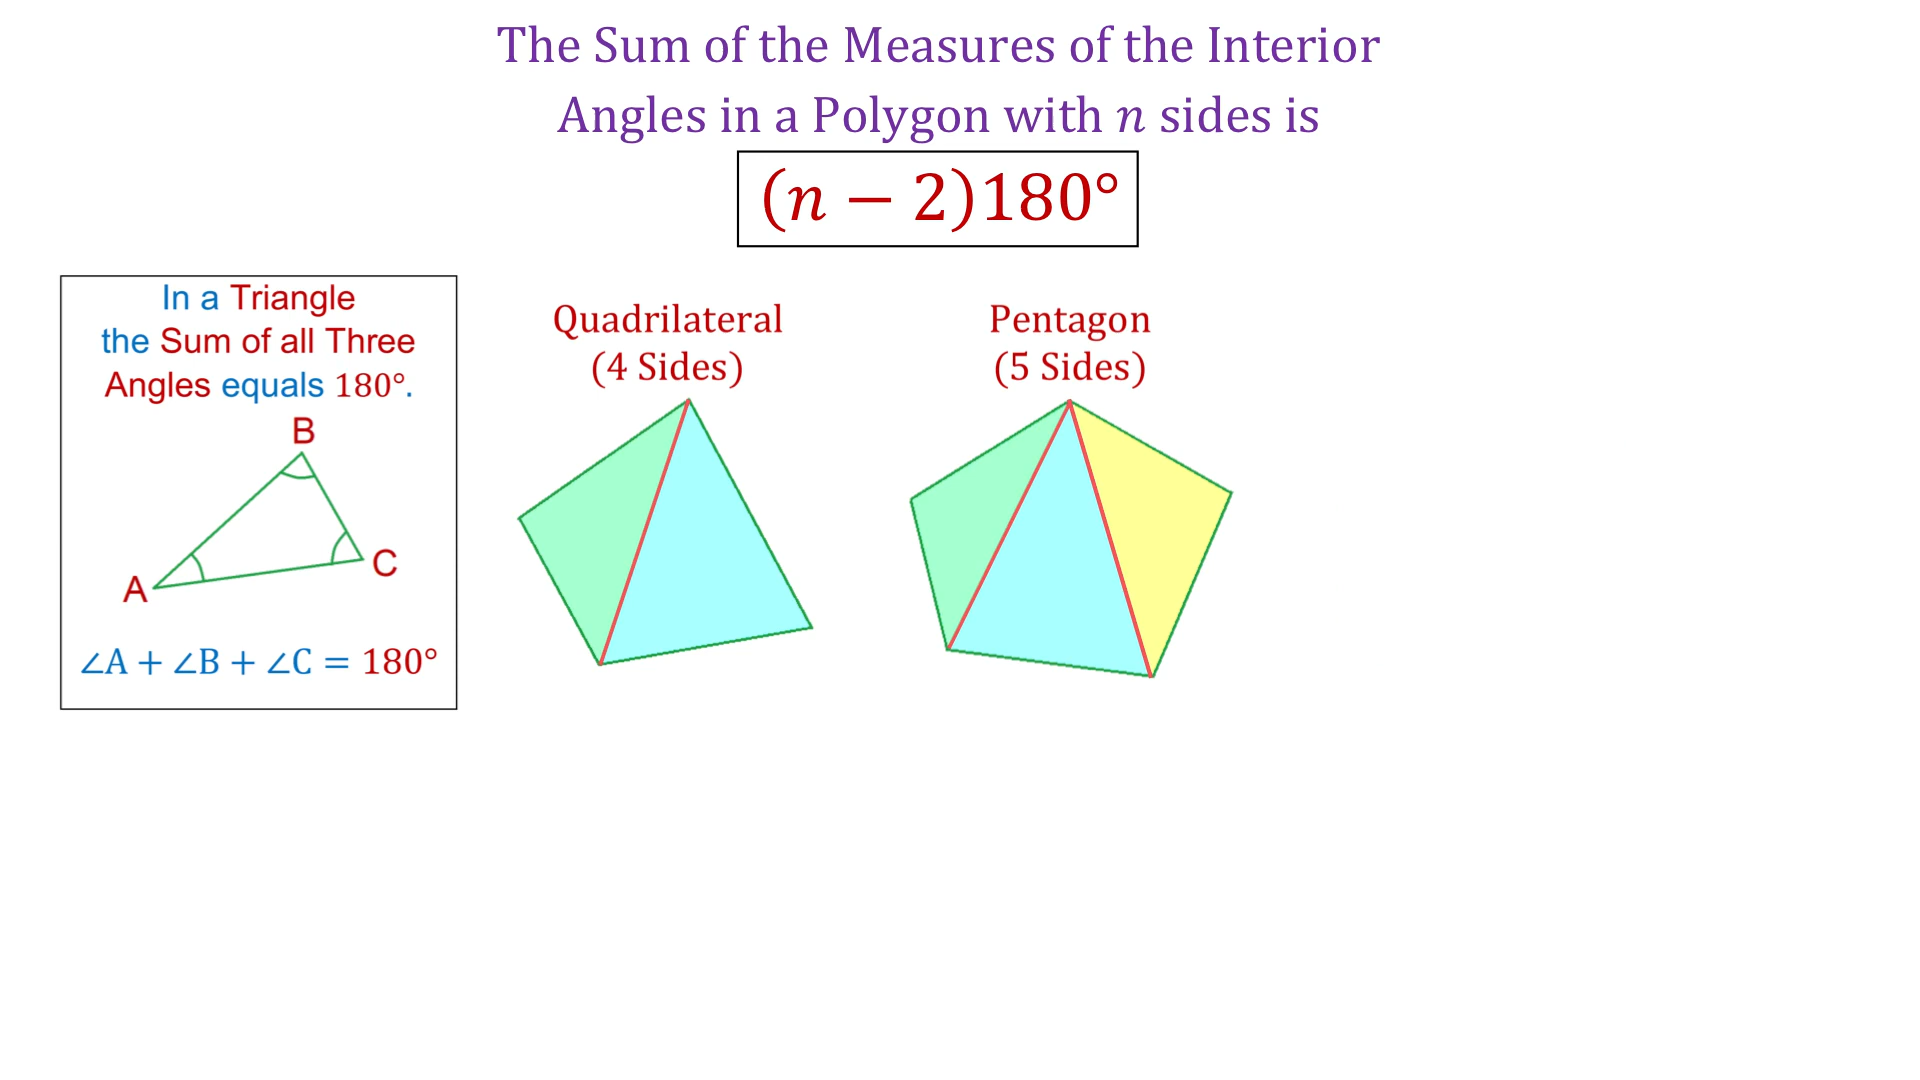 The Sum of the Measures of the Interior
Angles in a Polygon with n sides is
(n − 2)180°
In a Triangle
the Sum of all Three
Angles equals 180°.
B
A
C
∠A + ∠B + ∠C = 180°
Quadrilateral
(4 Sides)
Pentagon
(5 Sides)